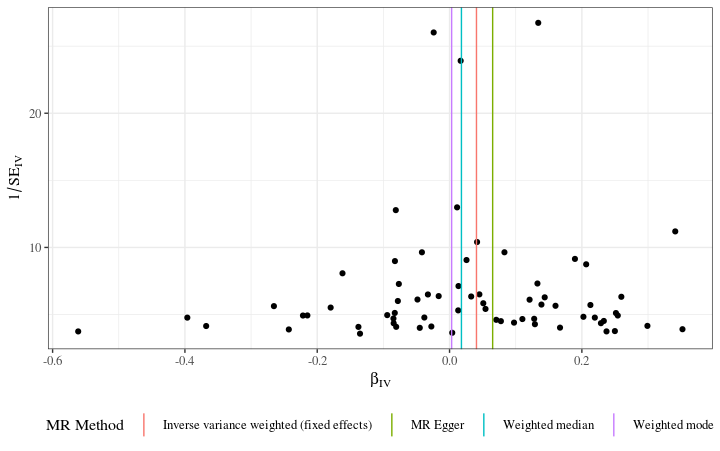 20
10
1/SE_IV
-0.6 -0.4 -0.2 0.0 0.2
β_IV
MR Method Inverse variance weighted (fixed effects) MR Egger Weighted median Weighted mode